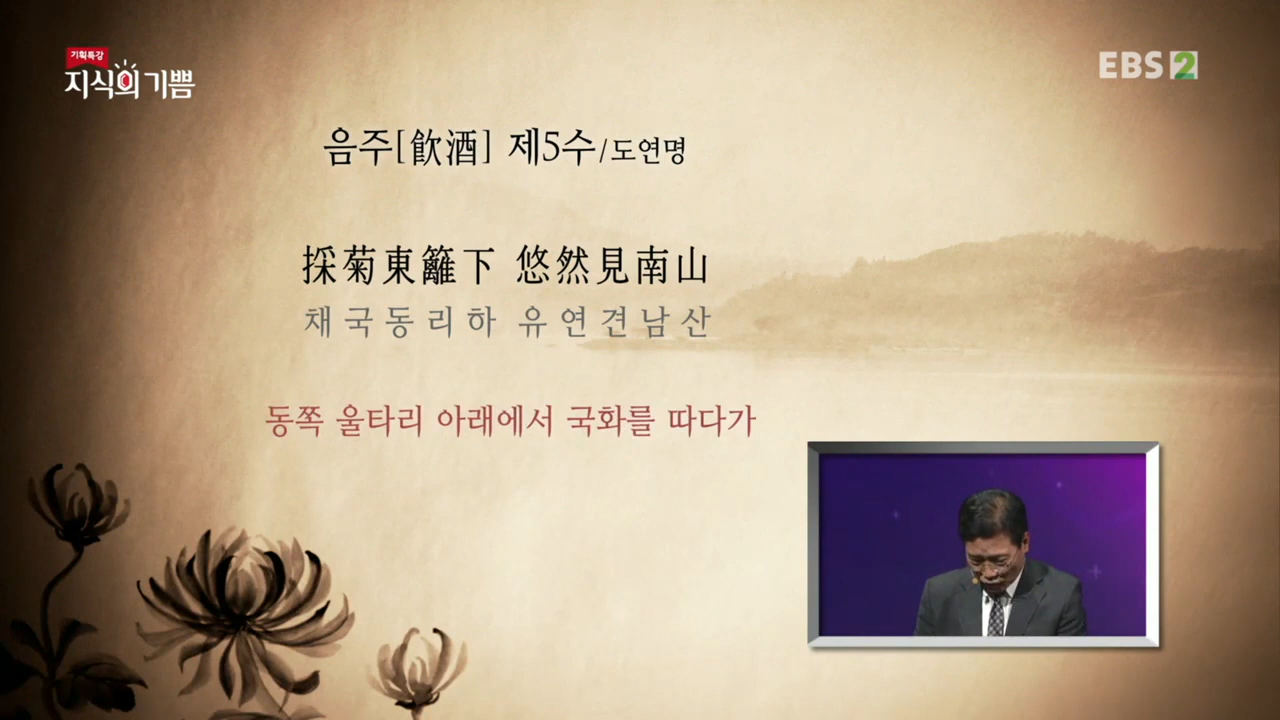 기획특강
지식의 기쁨
EBS 2
음주[飮酒] 제5수/도연명
採菊東籬下 悠然見南山
채국동리하 유연견남산
동쪽 울타리 아래에서 국화를 따다가